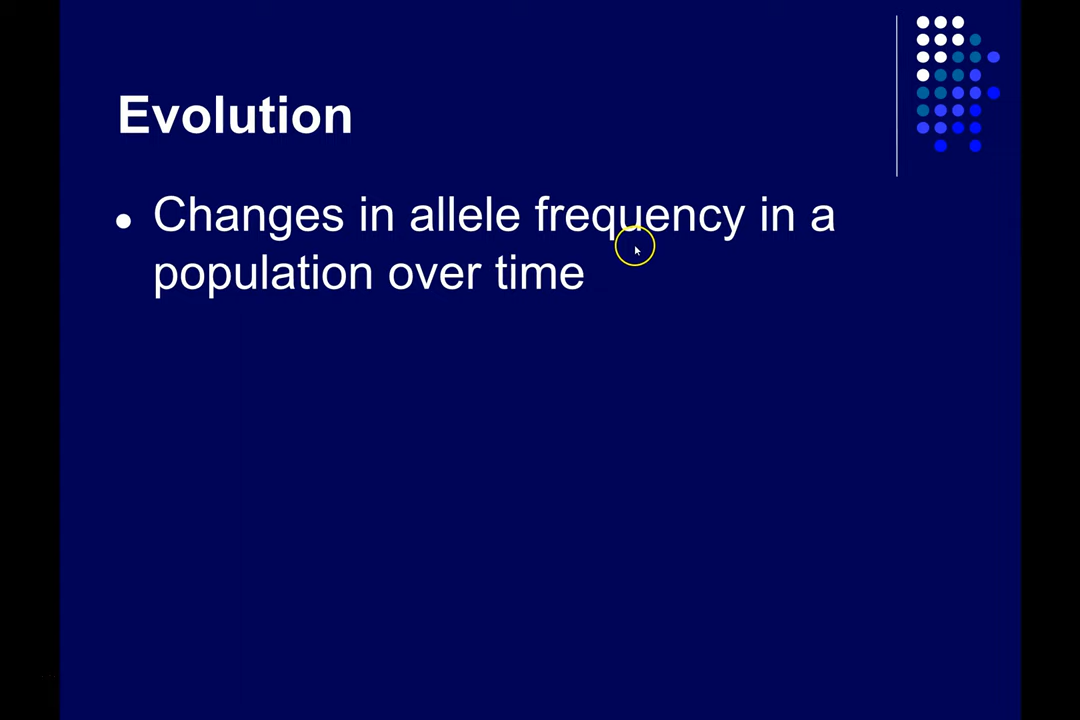 Evolution
● Changes in allele frequency in a
population over time